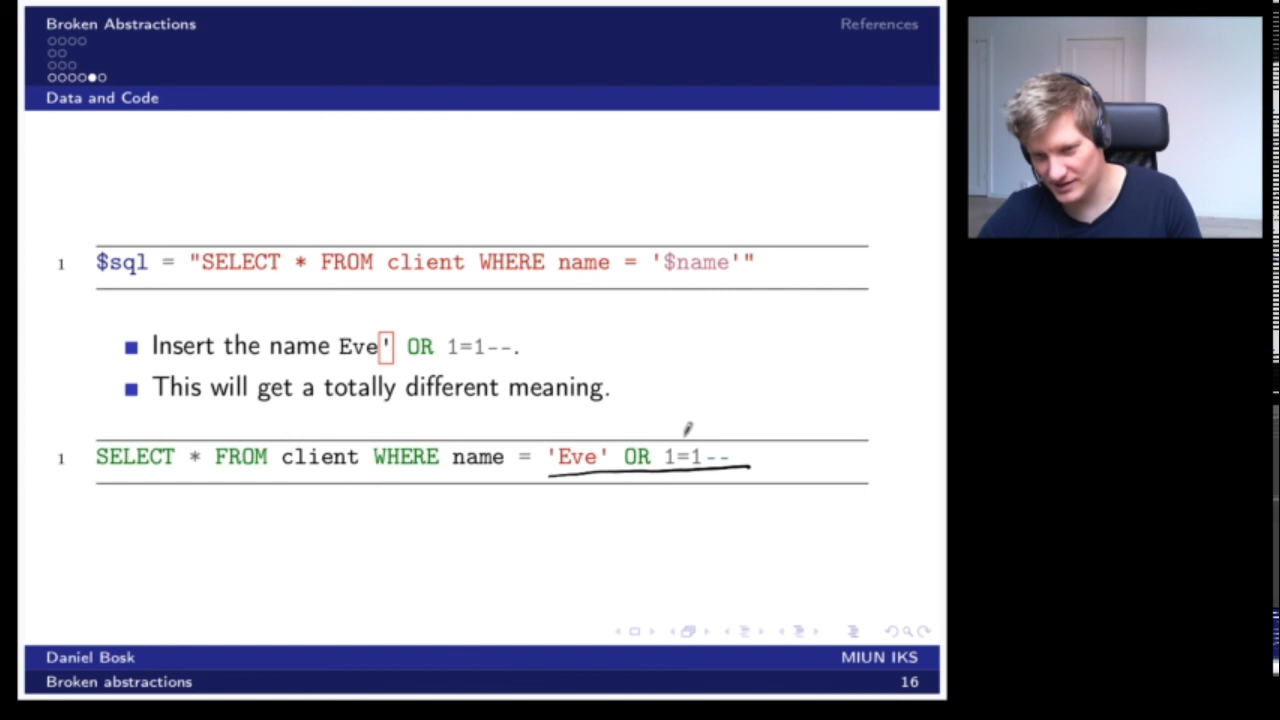 Broken Abstractions
References
Data and Code
1 $sql = "SELECT * FROM client WHERE name = '$name'"
Insert the name Eve' OR 1=1--.
This will get a totally different meaning.
1 SELECT * FROM client WHERE name = 'Eve' OR 1=1--
Daniel Bosk
MIUN IKS
Broken abstractions
16